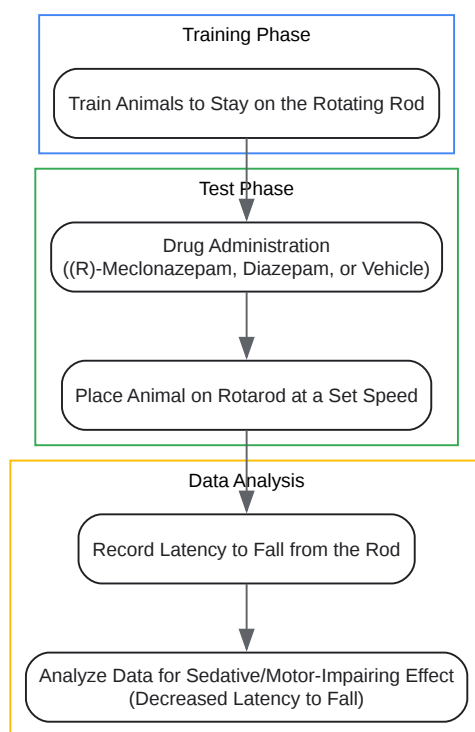 Training Phase
Train Animals to Stay on the Rotating Rod
Test Phase
Drug Administration
((R)-Meclonazepam, Diazepam, or Vehicle)
Place Animal on Rotarod at a Set Speed
Data Analysis
Record Latency to Fall from the Rod
Analyze Data for Sedative/Motor-Impairing Effect
(Decreased Latency to Fall)